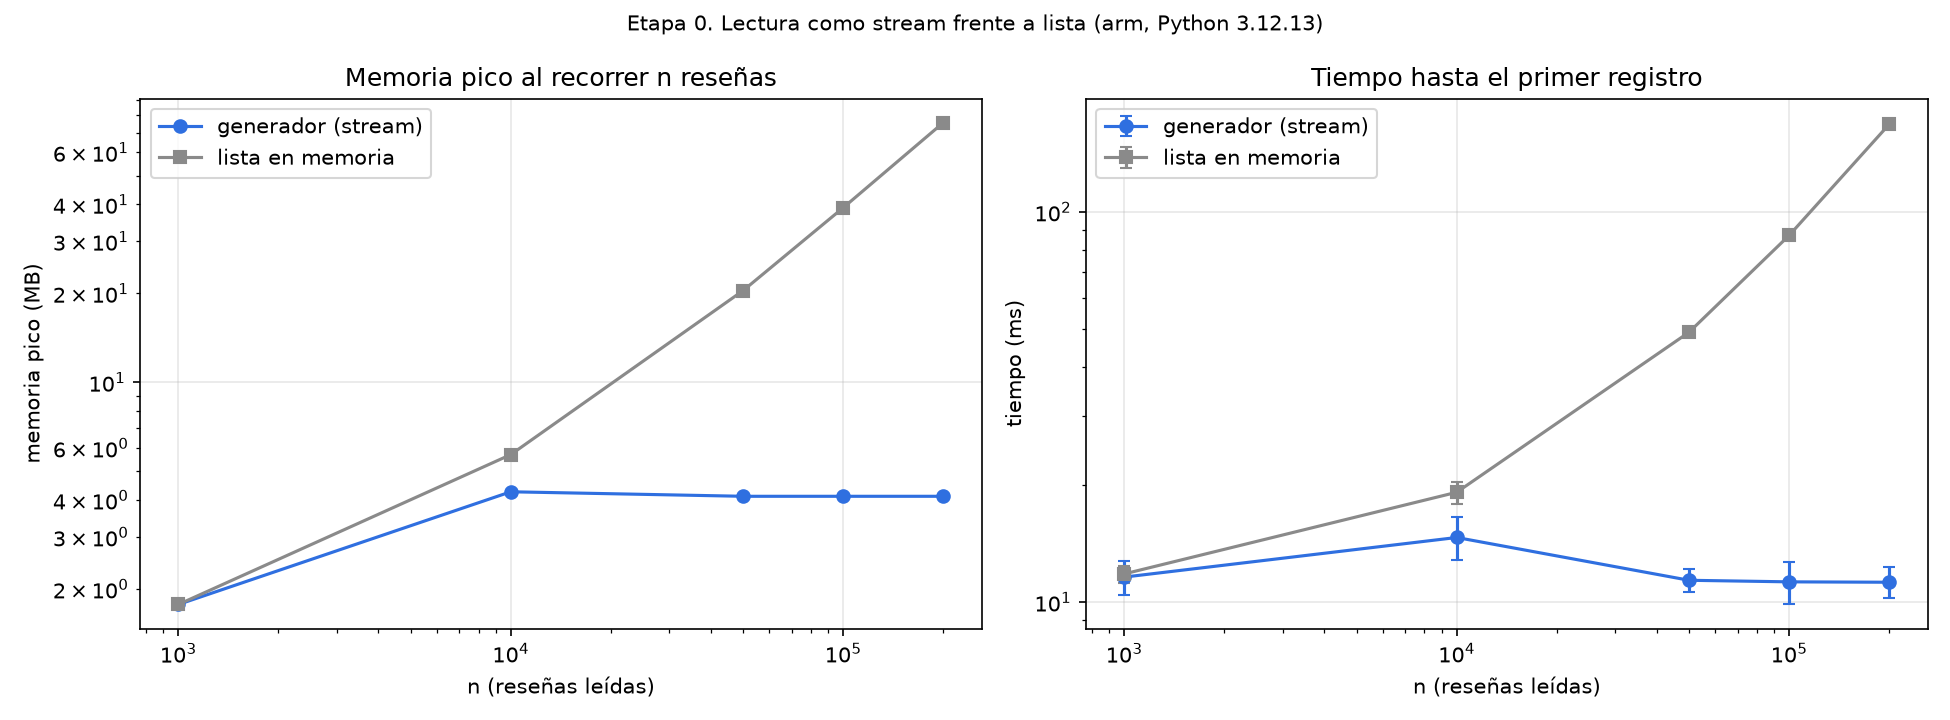 Etapa 0. Lectura como stream frente a lista (arm, Python 3.12.13)
Memoria pico al recorrer n reseñas
generador (stream)
lista en memoria
memoria pico (MB)
6 × 10¹
4 × 10¹
3 × 10¹
2 × 10¹
10¹
6 × 10⁰
4 × 10⁰
3 × 10⁰
2 × 10⁰
10³ 10⁴ 10⁵
n (reseñas leídas)
Tiempo hasta el primer registro
generador (stream)
lista en memoria
tiempo (ms)
10²
10¹
10³ 10⁴ 10⁵
n (reseñas leídas)